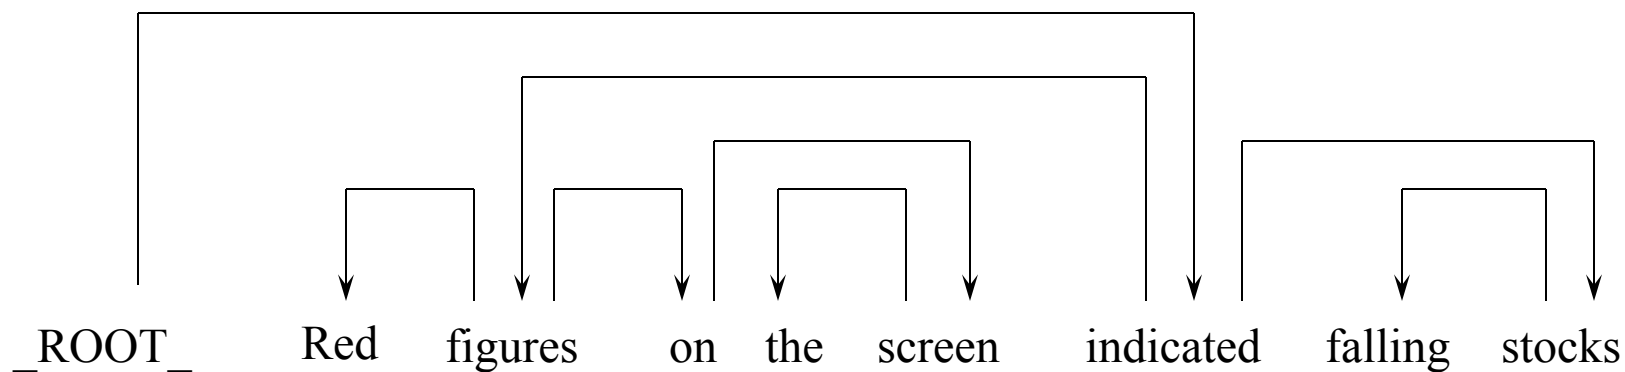 _ROOT_ Red figures on the screen indicated falling stocks